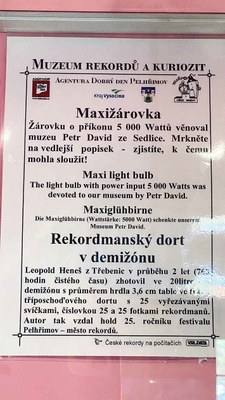 MUZEUM REKORDŮ A KURIOZIT
AGENTURA DOBRÝ DEN PELHŘIMOV
kraj vysočina
Maxižárovka
Žárovku o příkonu 5 000 Wattů věnoval
muzeu Petr David ze Sedlice. Mrkněte
na vedlejší popisek - zjistíte, k čemu
mohla sloužit!
Maxi light bulb
The light bulb with power input 5 000 Watts was
devoted to our museum by Petr David.
Maxiglühbirne
Die Maxiglühbirne (Wattstärke: 5000 Watt) schenkte unserem
Museum Petr David.
Rekordmanský dort
v demižónu
Leopold Heneš z Třebenic v průběhu 2 let
hodin čistého času) zhotovil ve
demižónu s průměrem hrdla 3,6 cm
tříposchoďového dortu s 25 vyřezávanými
svíčkami, číslovkou 25 a 25 fotkami rekordmanů.
Autor tak vzdal hold 25. ročníku festivalu
Pelhřimov – město rekordů.
České rekordy na počítačích